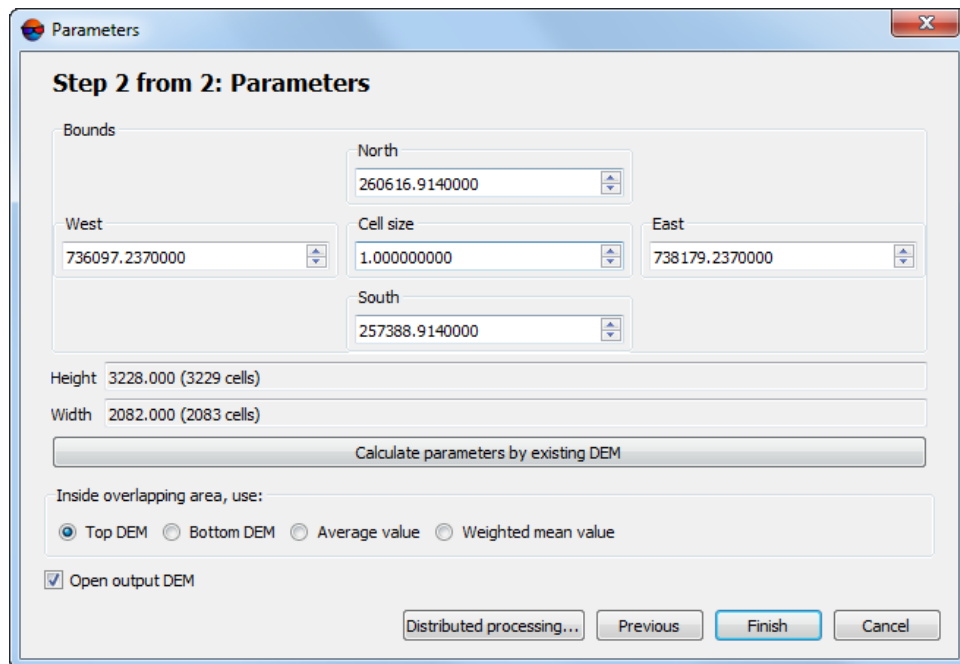 Parameters
Step 2 from 2: Parameters
Bounds
North
260616.9140000
West
736097.2370000
Cell size
1.000000000
East
738179.2370000
South
257388.9140000
Height 3228.000 (3229 cells)
Width 2082.000 (2083 cells)
Calculate parameters by existing DEM
Inside overlapping area, use:
Top DEM Bottom DEM Average value Weighted mean value
Open output DEM
Distributed processing... Previous Finish Cancel